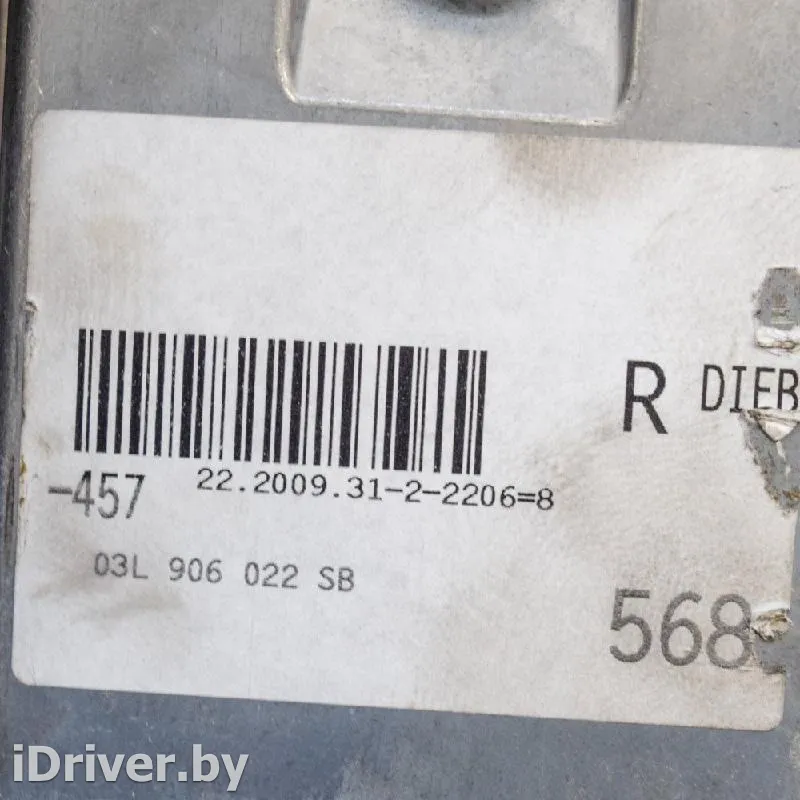 R DIEB
22.2009.31-2-2206=8
-457
03L 906 022 SB
568
iDriver.by